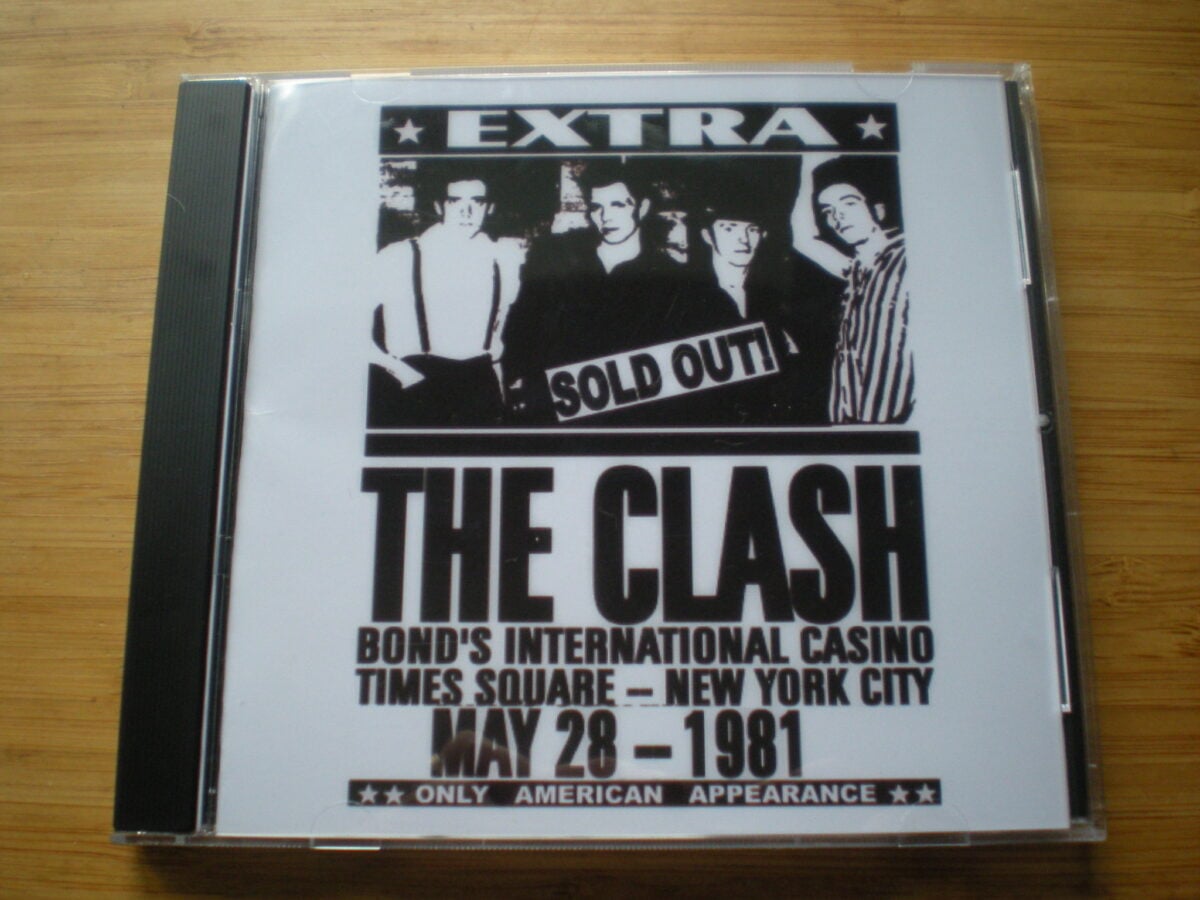 ★ EXTRA ★
SOLD OUT!
THE CLASH
BOND'S INTERNATIONAL CASINO
TIMES SQUARE – NEW YORK CITY
MAY 28 – 1981
★★ ONLY AMERICAN APPEARANCE ★★